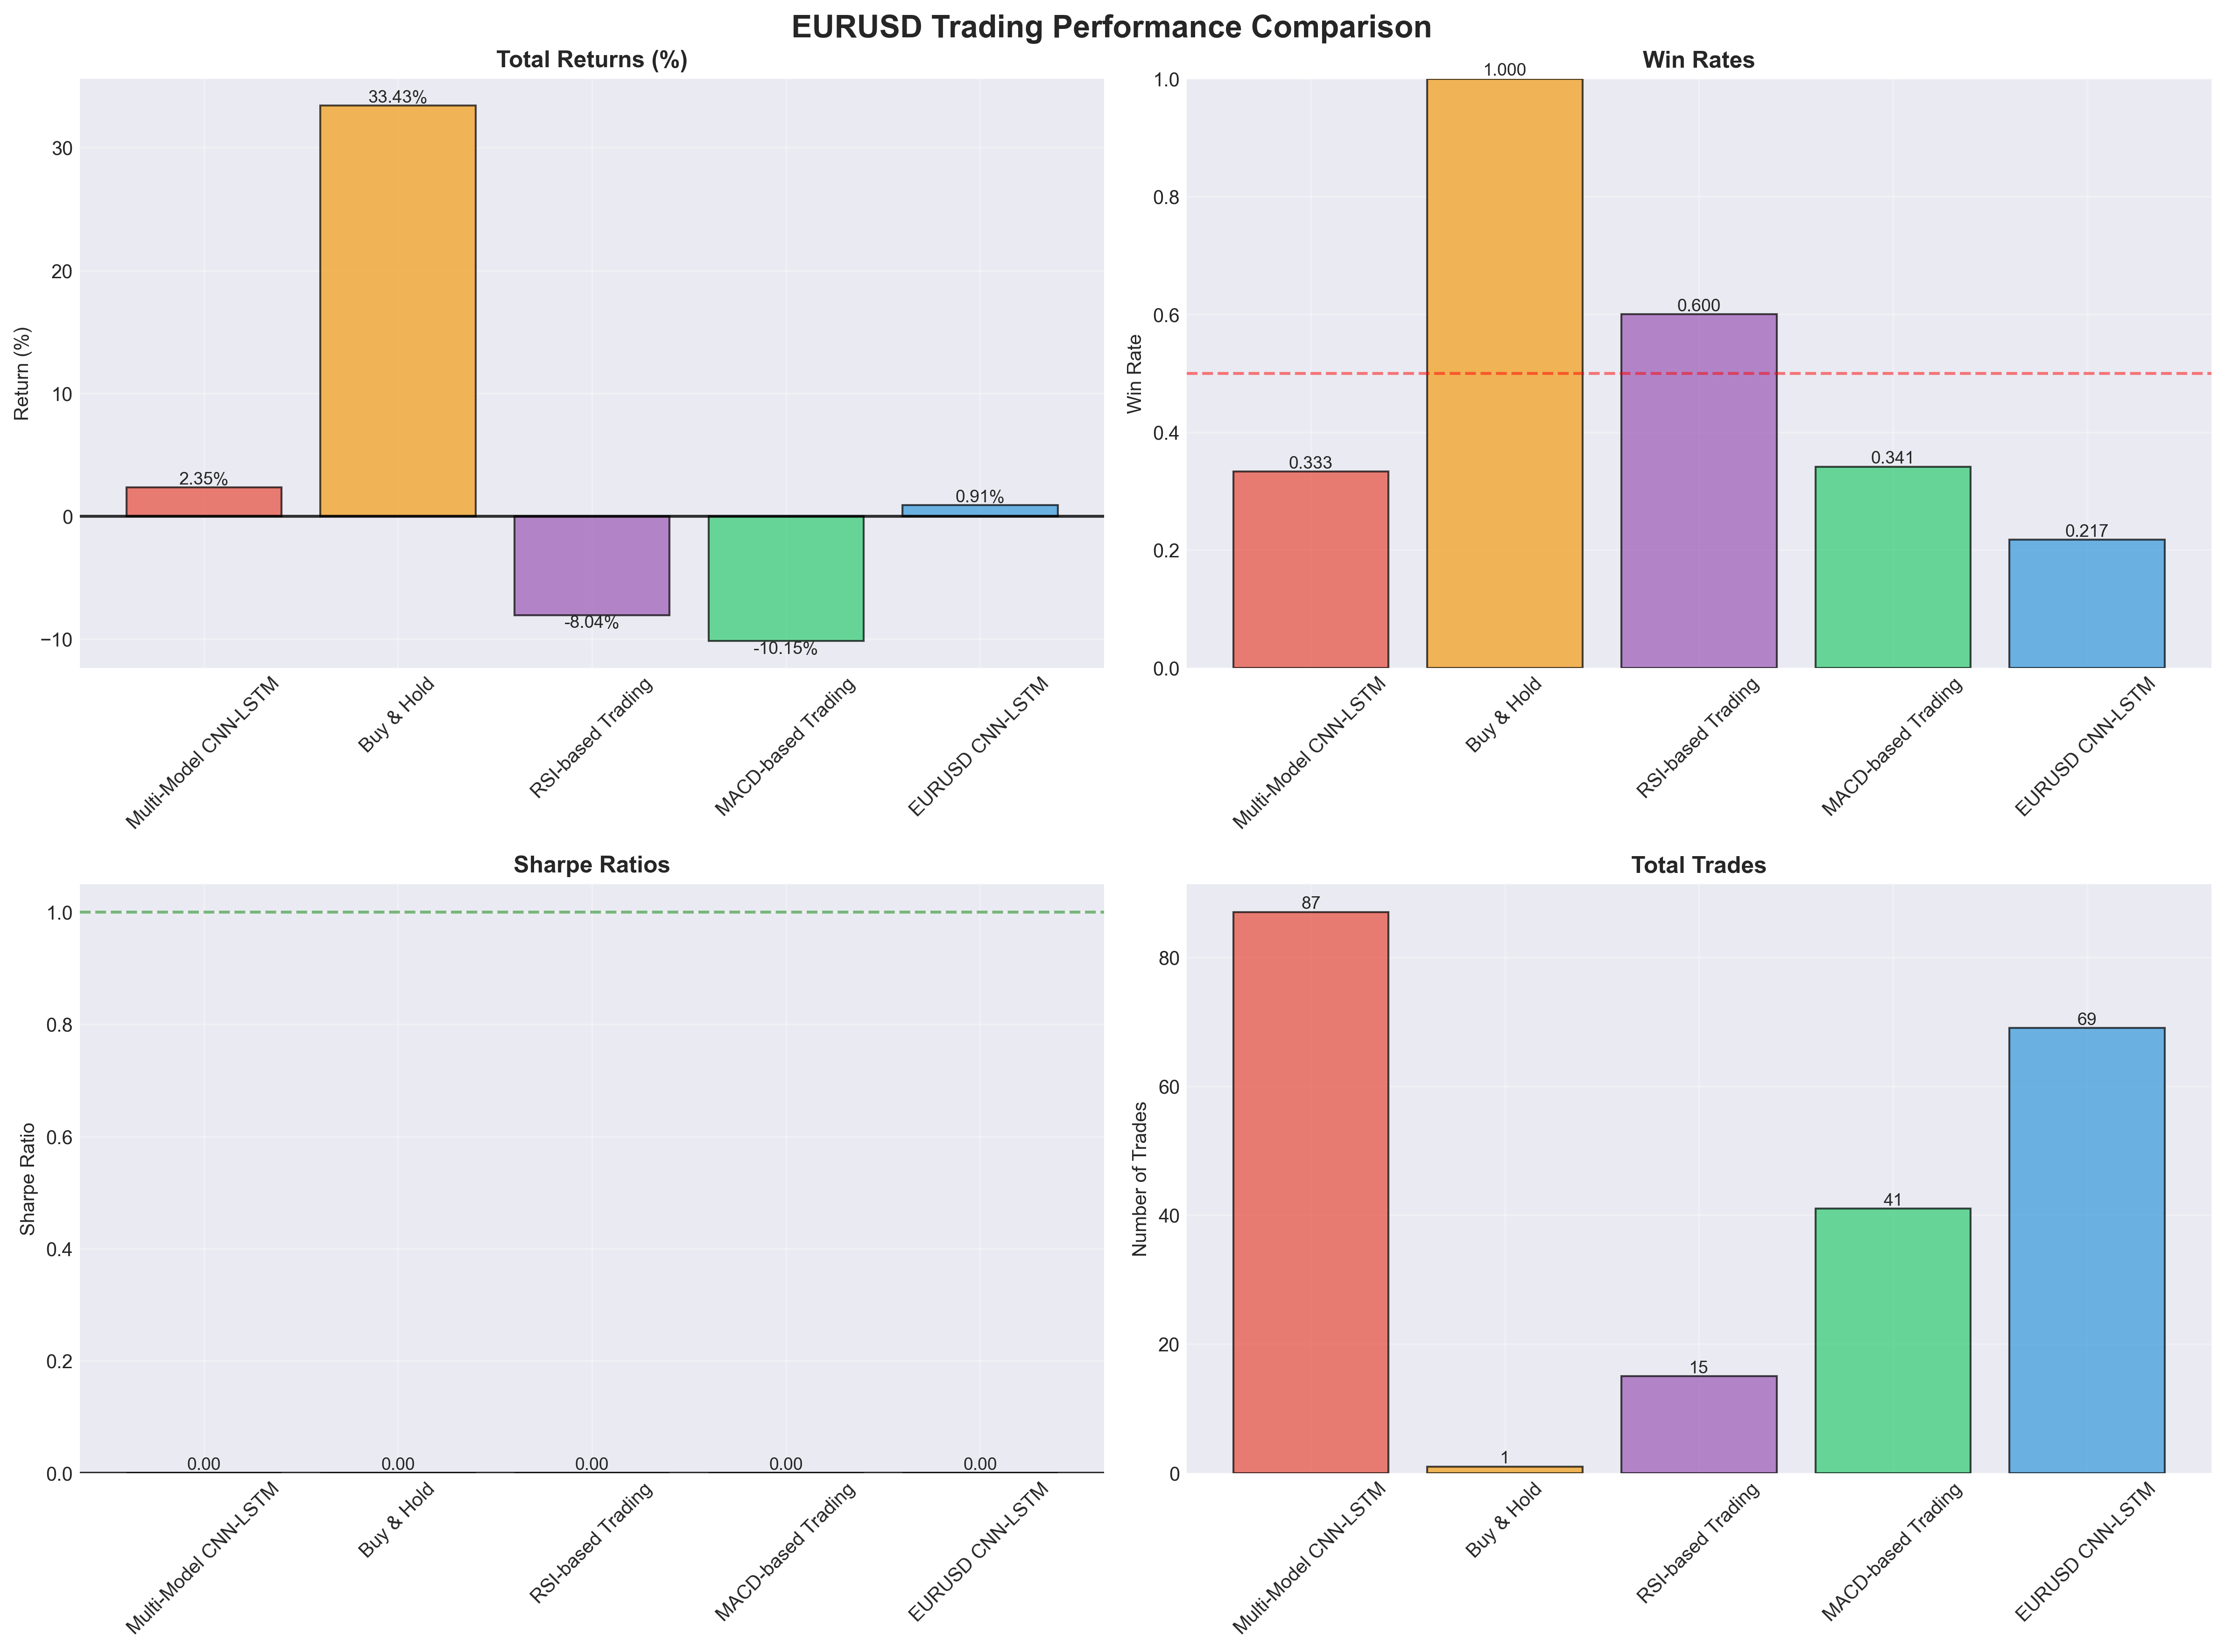 EURUSD Trading Performance Comparison
Total Returns (%)
Return (%)
30
20
10
0
−10
2.35%
33.43%
-8.04%
-10.15%
0.91%
Multi-Model CNN-LSTM
Buy & Hold
RSI-based Trading
MACD-based Trading
EURUSD CNN-LSTM
Win Rates
Win Rate
1.0
0.8
0.6
0.4
0.2
0.0
0.333
1.000
0.600
0.341
0.217
Multi-Model CNN-LSTM
Buy & Hold
RSI-based Trading
MACD-based Trading
EURUSD CNN-LSTM
Sharpe Ratios
Sharpe Ratio
1.0
0.8
0.6
0.4
0.2
0.0
0.00
0.00
0.00
0.00
0.00
Multi-Model CNN-LSTM
Buy & Hold
RSI-based Trading
MACD-based Trading
EURUSD CNN-LSTM
Total Trades
Number of Trades
80
60
40
20
0
87
1
15
41
69
Multi-Model CNN-LSTM
Buy & Hold
RSI-based Trading
MACD-based Trading
EURUSD CNN-LSTM